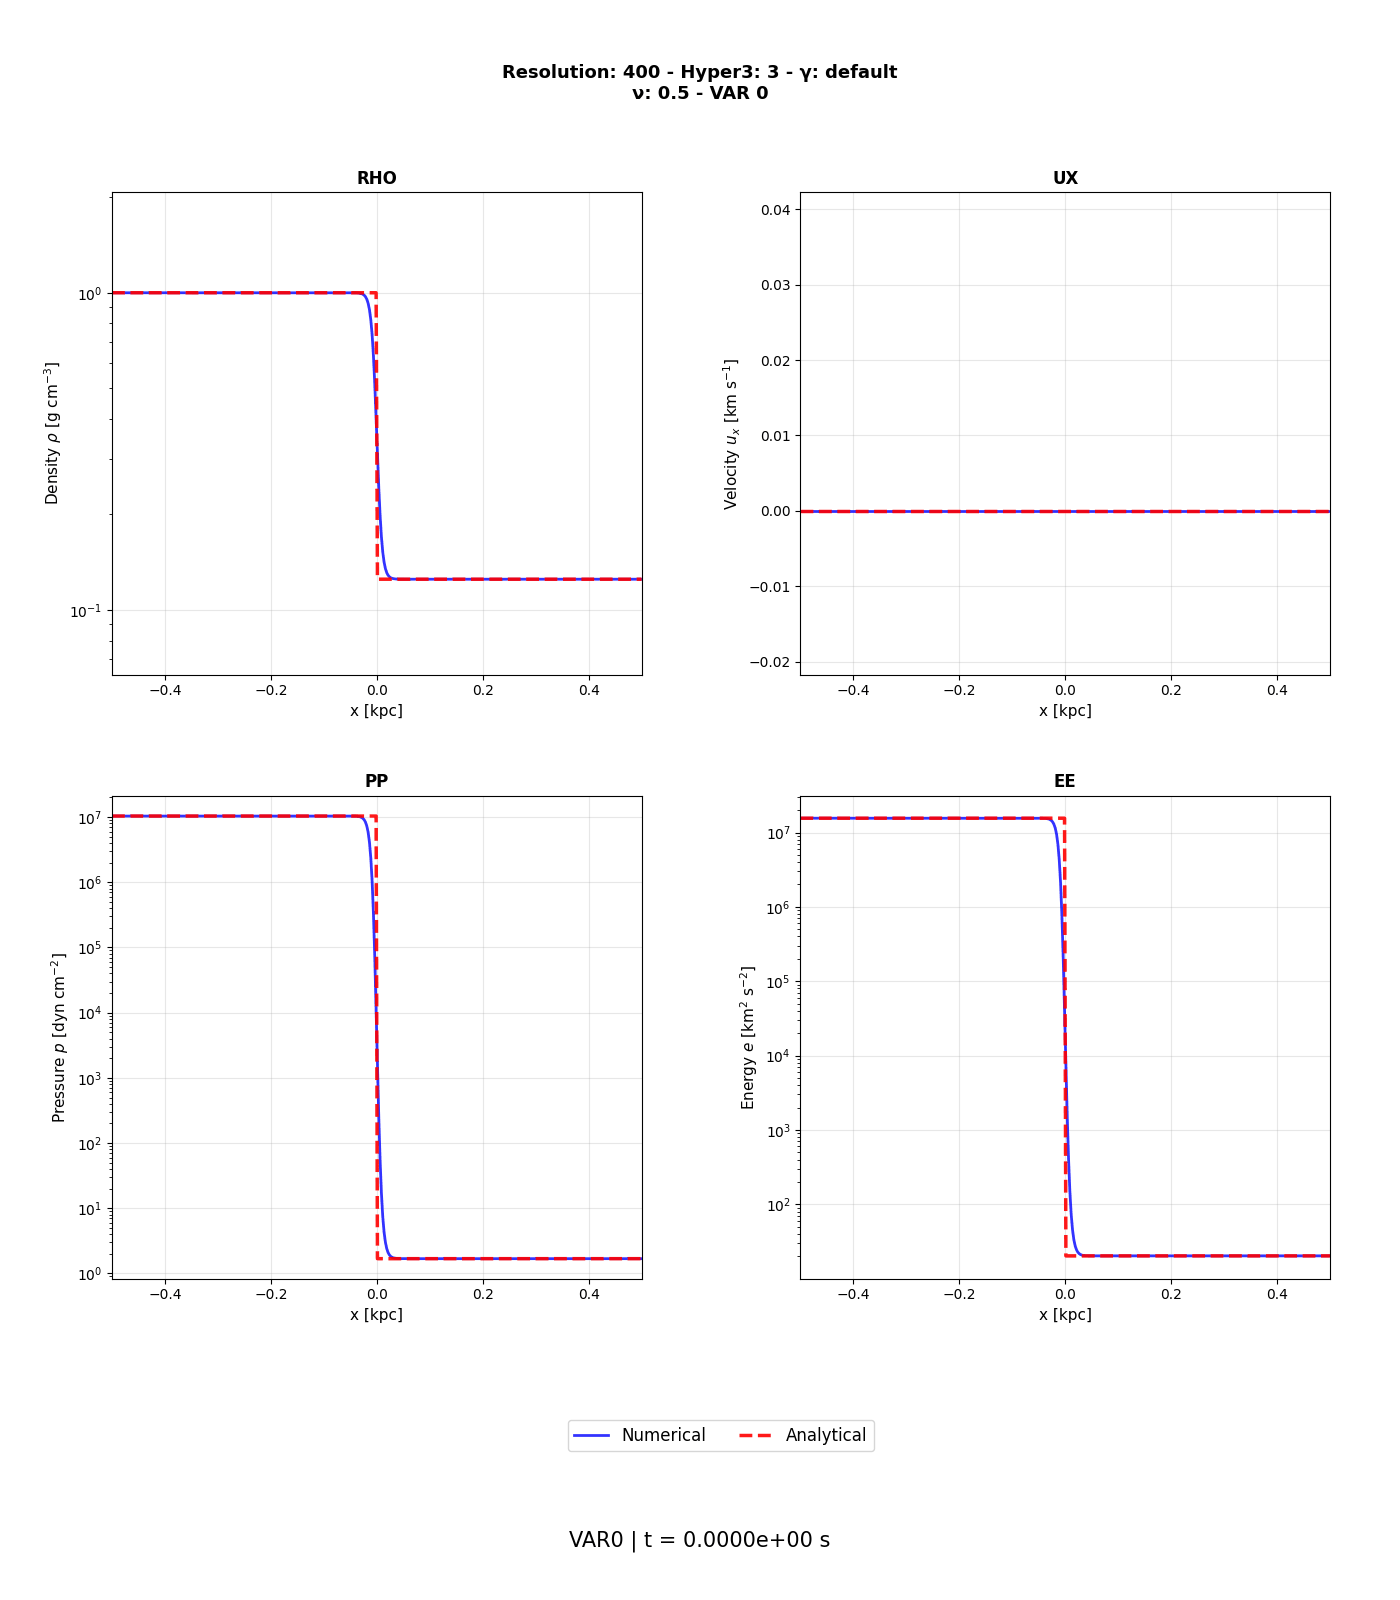 Resolution: 400 - Hyper3: 3 - γ: default
ν: 0.5 - VAR 0
RHO
Density ρ [g cm⁻³]
10⁰
10⁻¹
−0.4 −0.2 0.0 0.2 0.4
x [kpc]
UX
Velocity uₓ [km s⁻¹]
0.04
0.03
0.02
0.01
0.00
−0.01
−0.02
−0.4 −0.2 0.0 0.2 0.4
x [kpc]
PP
Pressure p [dyn cm⁻²]
10⁷
10⁶
10⁵
10⁴
10³
10²
10¹
10⁰
−0.4 −0.2 0.0 0.2 0.4
x [kpc]
EE
Energy e [km² s⁻²]
10⁷
10⁶
10⁵
10⁴
10³
10²
−0.4 −0.2 0.0 0.2 0.4
x [kpc]
Numerical Analytical
VAR0 | t = 0.0000e+00 s